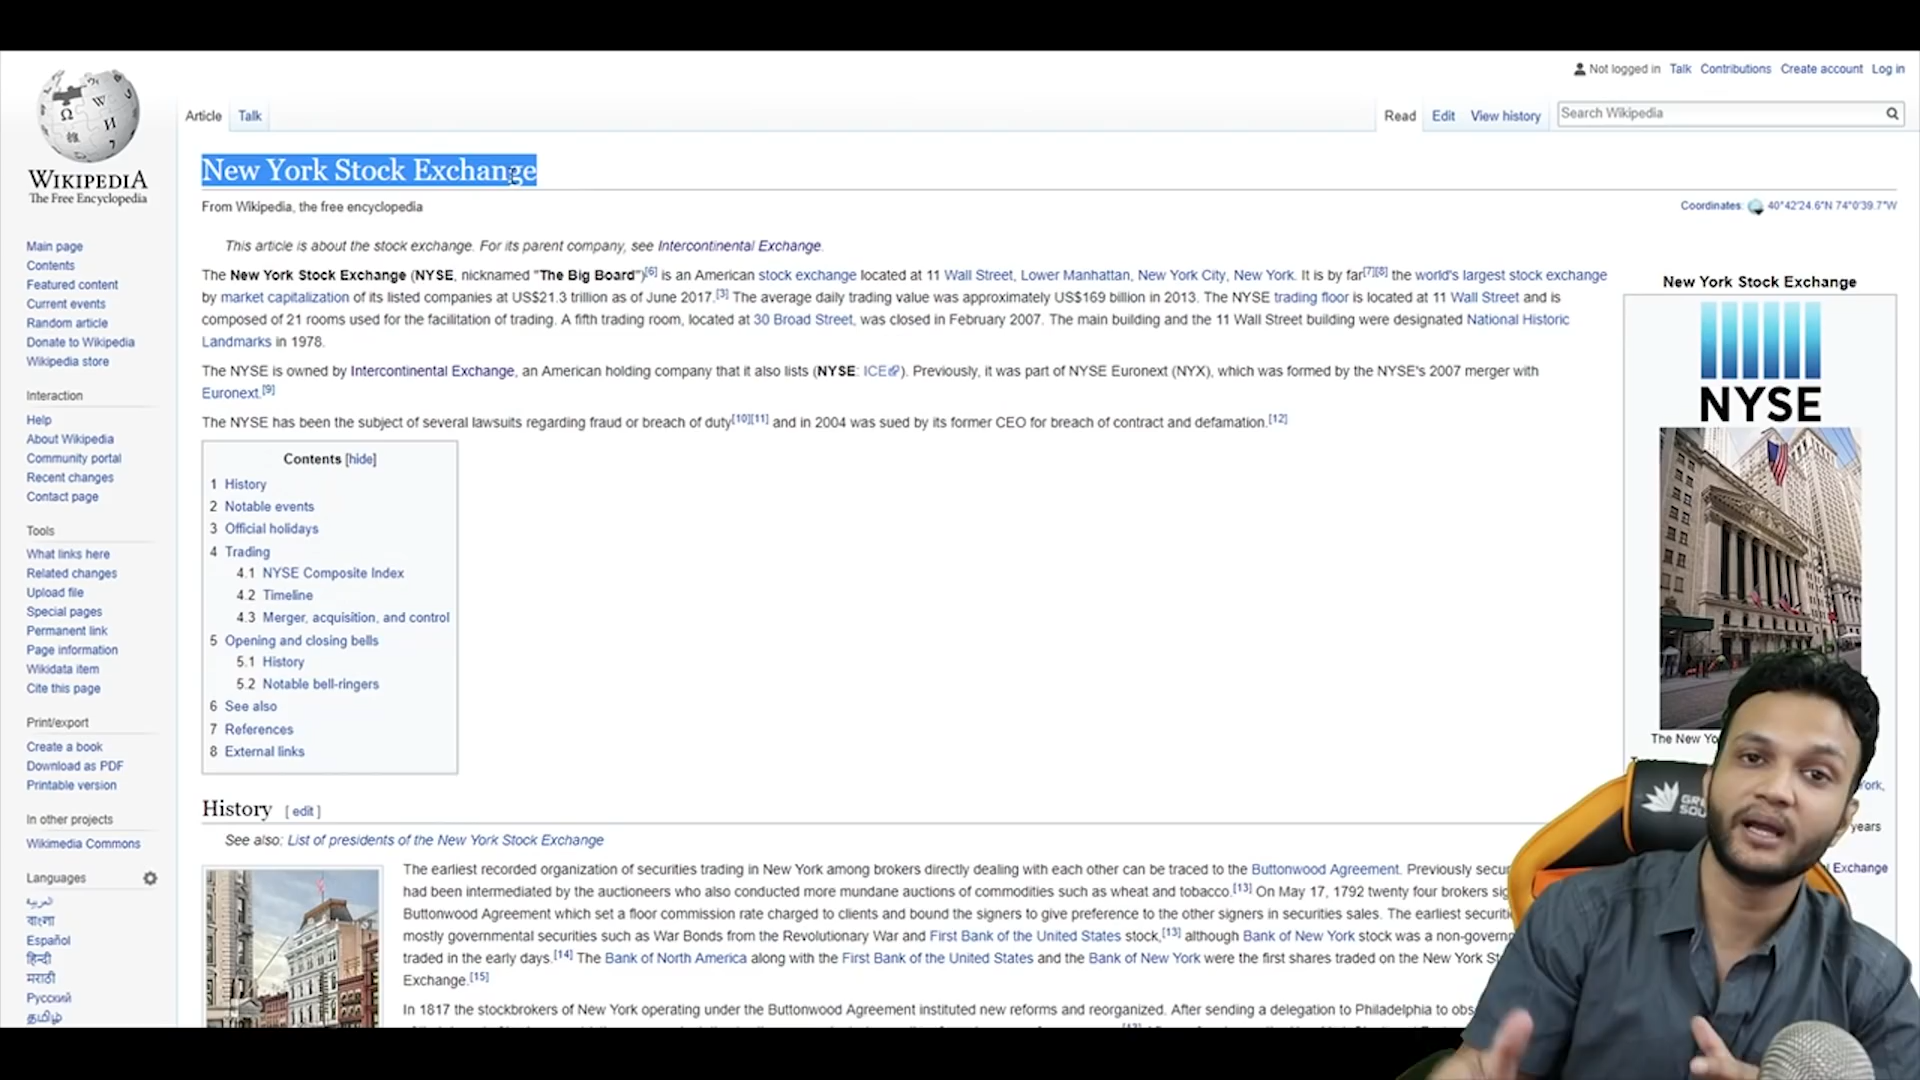 Not logged in Talk Contributions Create account Log in
Article Talk Read Edit View history Search Wikipedia
WIKIPEDIA
The Free Encyclopedia
New York Stock Exchange
From Wikipedia, the free encyclopedia
Coordinates: 40°42′24.6″N 74°0′39.7″W
This article is about the stock exchange. For its parent company, see Intercontinental Exchange.
The New York Stock Exchange (NYSE, nicknamed "The Big Board")[6] is an American stock exchange located at 11 Wall Street, Lower Manhattan, New York City, New York. It is by far[7][8] the world's largest stock exchange
by market capitalization of its listed companies at US$21.3 trillion as of June 2017.[3] The average daily trading value was approximately US$169 billion in 2013. The NYSE trading floor is located at 11 Wall Street and is
composed of 21 rooms used for the facilitation of trading. A fifth trading room, located at 30 Broad Street, was closed in February 2007. The main building and the 11 Wall Street building were designated National Historic
Landmarks in 1978.
The NYSE is owned by Intercontinental Exchange, an American holding company that it also lists (NYSE: ICE). Previously, it was part of NYSE Euronext (NYX), which was formed by the NYSE's 2007 merger with
Euronext.[9]
The NYSE has been the subject of several lawsuits regarding fraud or breach of duty[10][11] and in 2004 was sued by its former CEO for breach of contract and defamation.[12]
Contents [hide]
1 History
2 Notable events
3 Official holidays
4 Trading
4.1 NYSE Composite Index
4.2 Timeline
4.3 Merger, acquisition, and control
5 Opening and closing bells
5.1 History
5.2 Notable bell-ringers
6 See also
7 References
8 External links
History [ edit ]
See also: List of presidents of the New York Stock Exchange
The earliest recorded organization of securities trading in New York among brokers directly dealing with each other can be traced to the Buttonwood Agreement. Previously secur
had been intermediated by the auctioneers who also conducted more mundane auctions of commodities such as wheat and tobacco.[13] On May 17, 1792 twenty four brokers sig
Buttonwood Agreement which set a floor commission rate charged to clients and bound the signers to give preference to the other signers in securities sales. The earliest securiti
mostly governmental securities such as War Bonds from the Revolutionary War and First Bank of the United States stock,[13] although Bank of New York stock was a non-govern
traded in the early days.[14] The Bank of North America along with the First Bank of the United States and the Bank of New York were the first shares traded on the New York St
Exchange.[15]
In 1817 the stockbrokers of New York operating under the Buttonwood Agreement instituted new reforms and reorganized. After sending a delegation to Philadelphia to obs
New York Stock Exchange
NYSE
The New Yo
York,
years
Exchange
GRE
SOU
Main page
Contents
Featured content
Current events
Random article
Donate to Wikipedia
Wikipedia store
Interaction
Help
About Wikipedia
Community portal
Recent changes
Contact page
Tools
What links here
Related changes
Upload file
Special pages
Permanent link
Page information
Wikidata item
Cite this page
Print/export
Create a book
Download as PDF
Printable version
In other projects
Wikimedia Commons
Languages
العربية
বাংলা
Español
हिन्दी
मराठी
Русский
தமிழ்